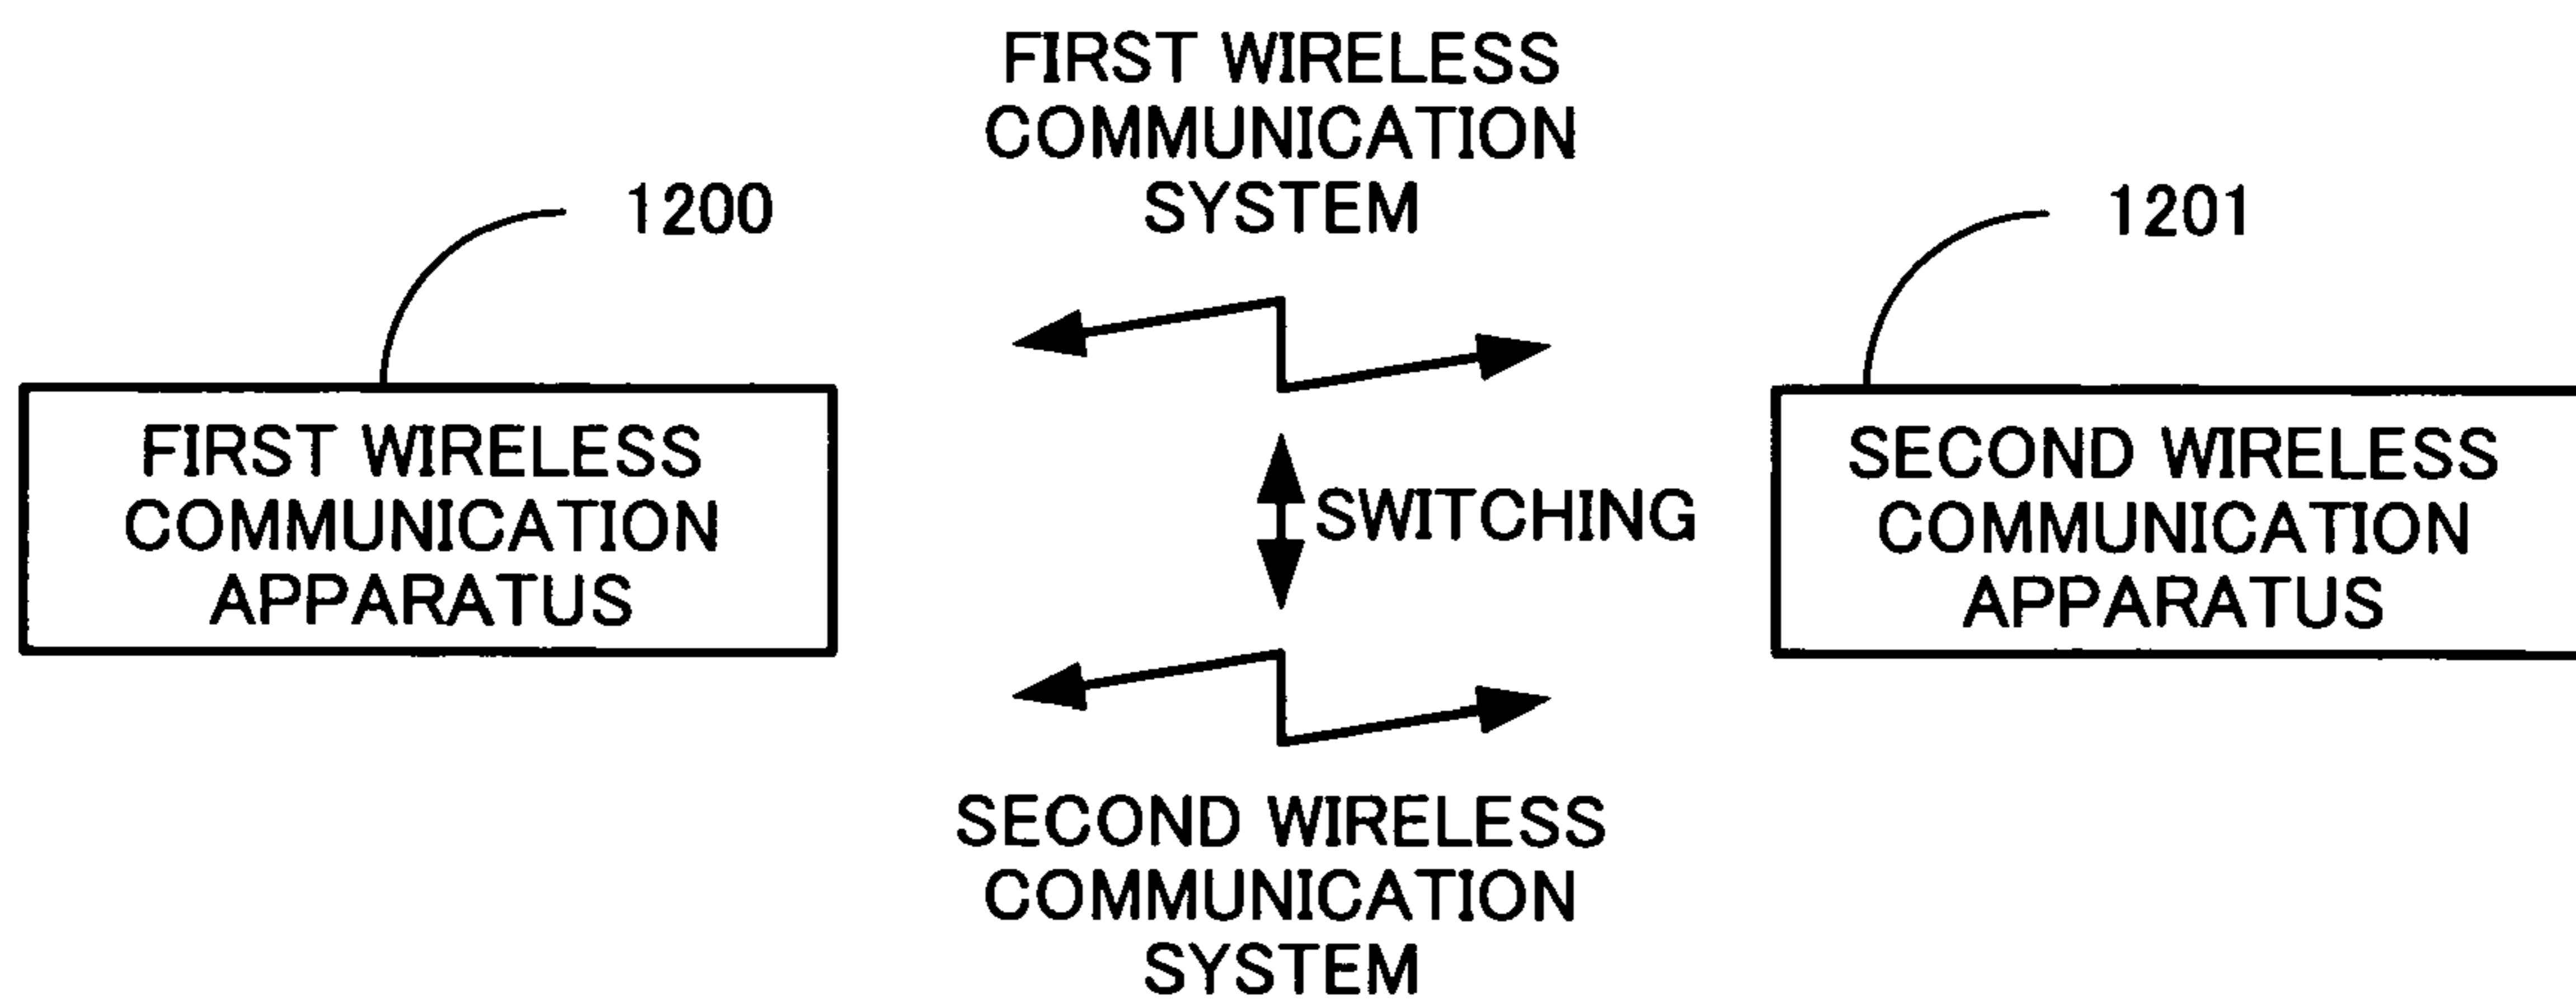 FIRST WIRELESS
COMMUNICATION
SYSTEM
1200
1201
FIRST WIRELESS
COMMUNICATION
APPARATUS
SWITCHING
SECOND WIRELESS
COMMUNICATION
APPARATUS
SECOND WIRELESS
COMMUNICATION
SYSTEM